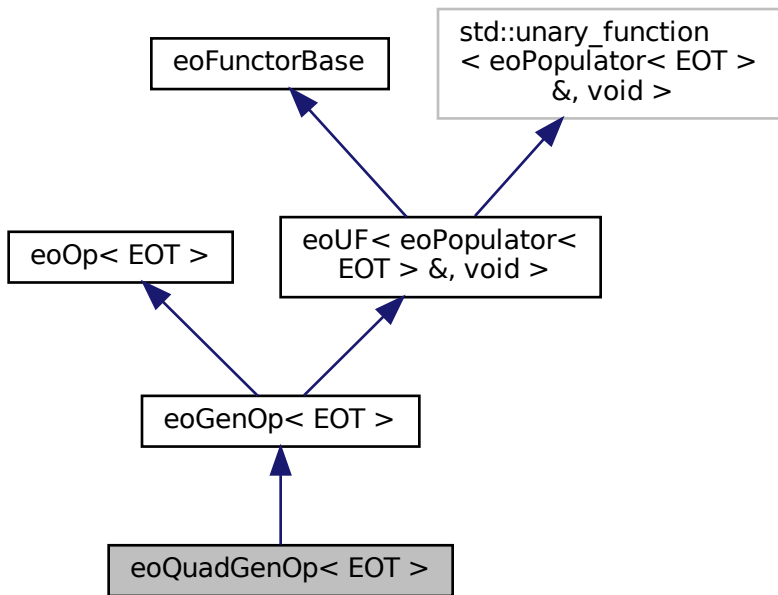 std::unary_function
< eoPopulator< EOT >
&, void >
eoFunctorBase
eoUF< eoPopulator<
EOT > &, void >
eoOp< EOT >
eoGenOp< EOT >
eoQuadGenOp< EOT >